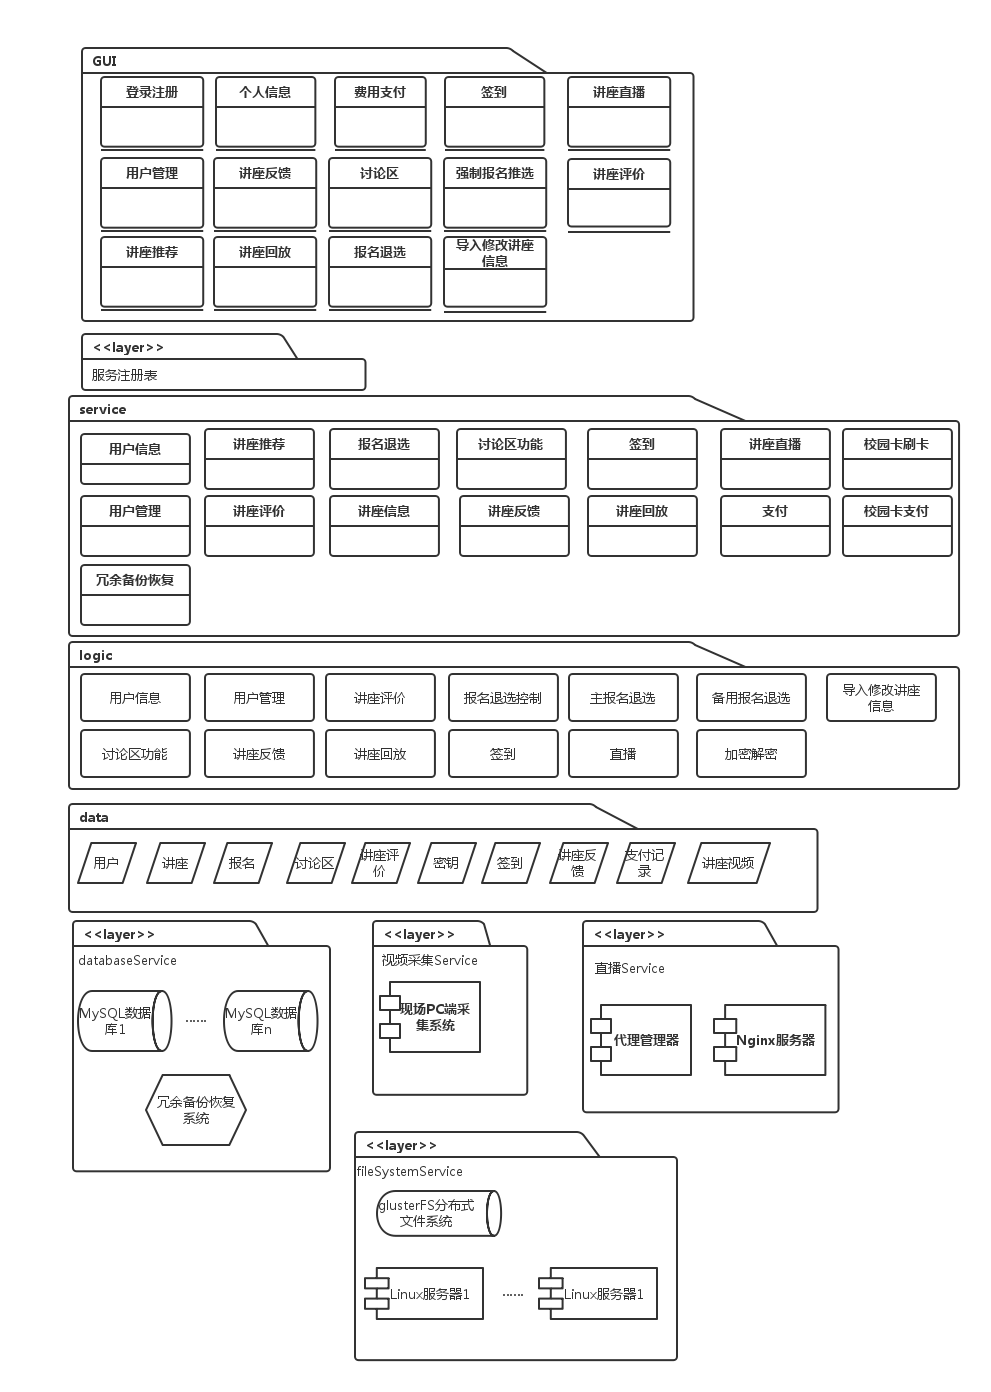 GUI
登录注册
个人信息
费用支付
签到
讲座直播
用户管理
讲座反馈
讨论区
强制报名推选
讲座评价
讲座推荐
讲座回放
报名退选
导入修改讲座
信息
<<layer>>
服务注册表
service
用户信息
讲座推荐
报名退选
讨论区功能
签到
讲座直播
校园卡刷卡
用户管理
讲座评价
讲座信息
讲座反馈
讲座回放
支付
校园卡支付
冗余备份恢复
logic
用户信息
用户管理
讲座评价
报名退选控制
主报名退选
备用报名退选
导入修改讲座
信息
讨论区功能
讲座反馈
讲座回放
签到
直播
加密解密
data
用户
讲座
报名
讨论区
讲座评
价
密钥
签到
讲座反
馈
支付记
录
讲座视频
<<layer>>
databaseService
MySQL数据
库1
......
MySQL数据
库n
冗余备份恢复
系统
<<layer>>
视频采集Service
现场PC端采
集系统
<<layer>>
直播Service
代理管理器
Nginx服务器
<<layer>>
fileSystemService
glusterFS分布式
文件系统
Linux服务器1
......
Linux服务器1